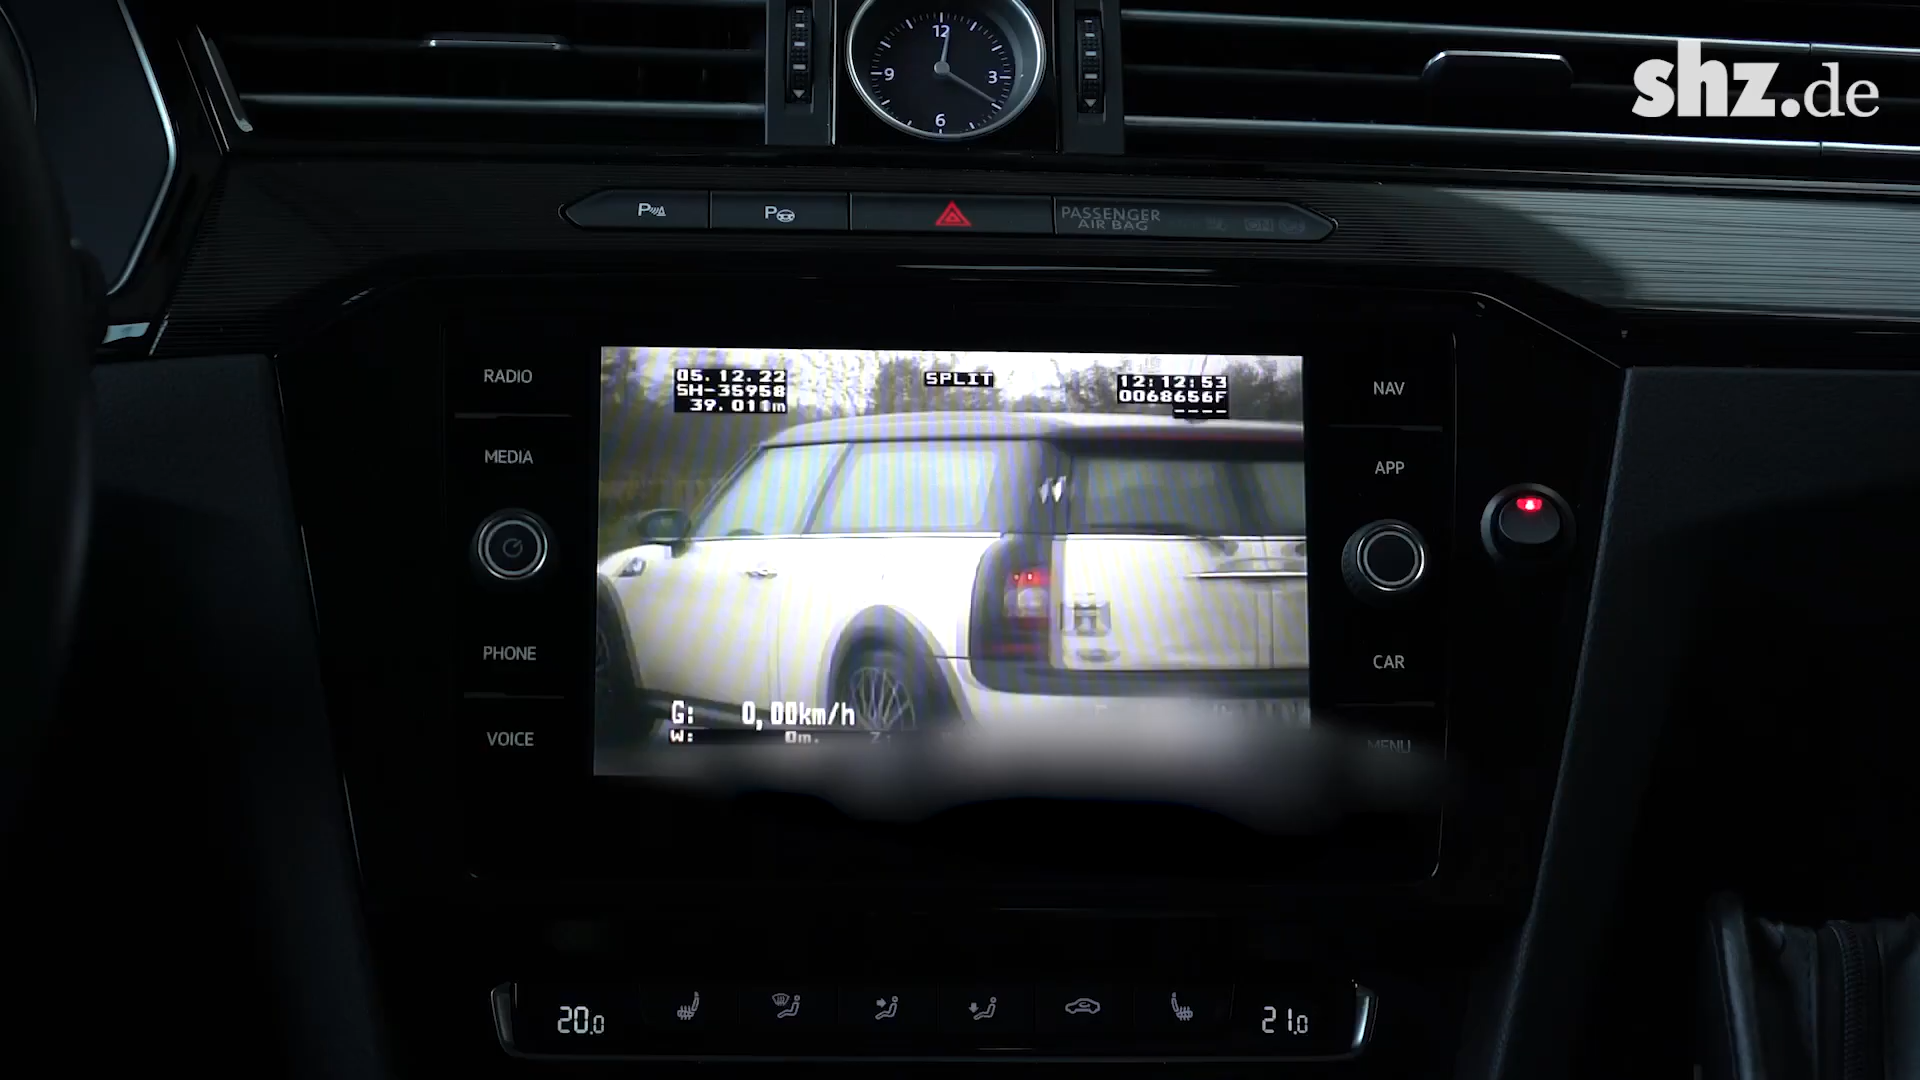 shz.de
12
9
3
6
P
P
PASSENGER
AIR BAG
RADIO
MEDIA
PHONE
VOICE
05.12.22
SH-35958
39.011m
SPLIT
12:12:53
0068656F
----
G: 0,00km/h
W: 0m. Z:
NAV
APP
CAR
MENU
20.0
21.0